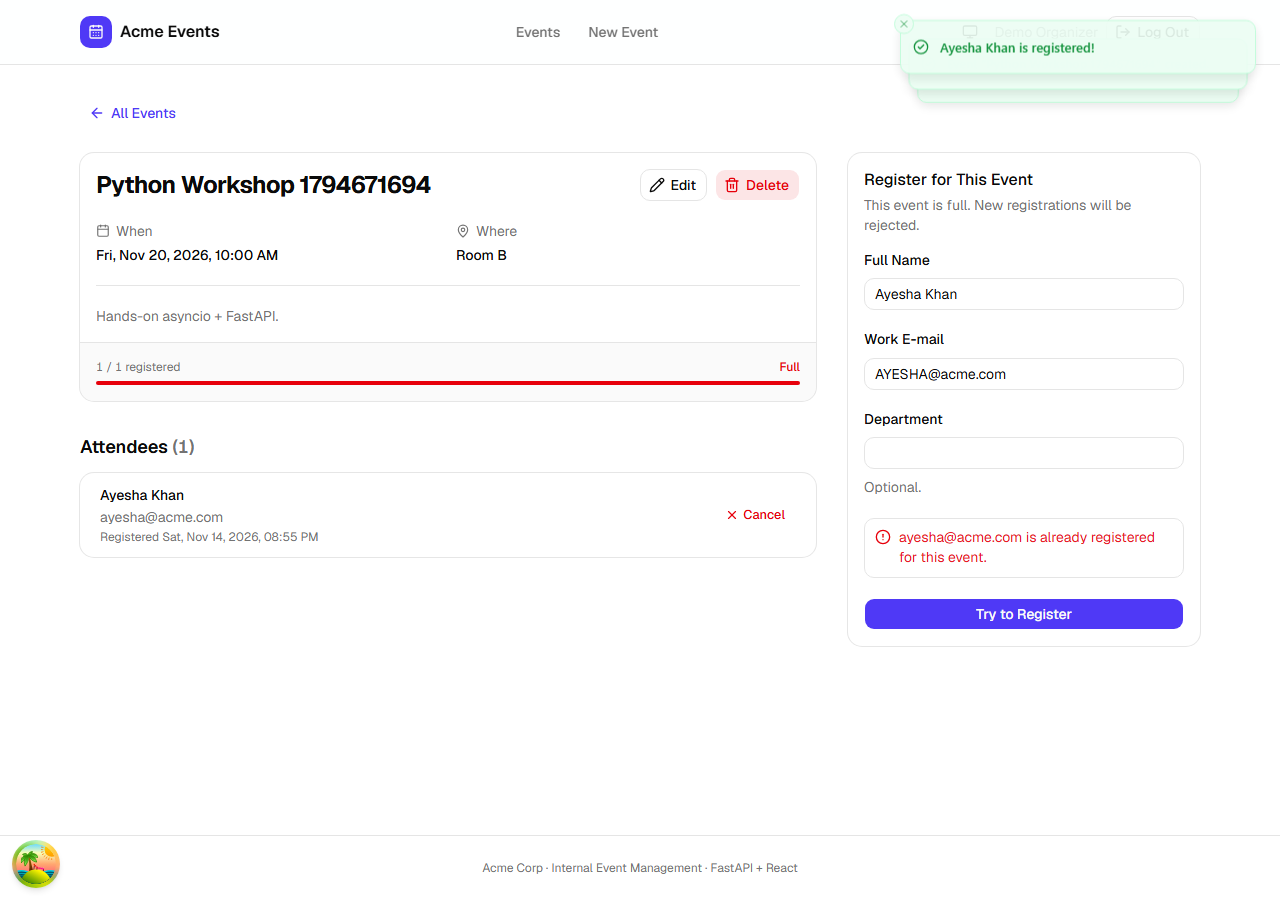 Acme Events
Events
New Event
Demo Organizer
Log Out
Ayesha Khan is registered!
All Events
Python Workshop 1794671694
Edit
Delete
When
Where
Fri, Nov 20, 2026, 10:00 AM
Room B
Hands-on asyncio + FastAPI.
1 / 1 registered
Full
Attendees (1)
Ayesha Khan
ayesha@acme.com
Registered Sat, Nov 14, 2026, 08:55 PM
Cancel
Register for This Event
This event is full. New registrations will be
rejected.
Full Name
Ayesha Khan
Work E-mail
AYESHA@acme.com
Department
Optional.
ayesha@acme.com is already registered
for this event.
Try to Register
Acme Corp · Internal Event Management · FastAPI + React